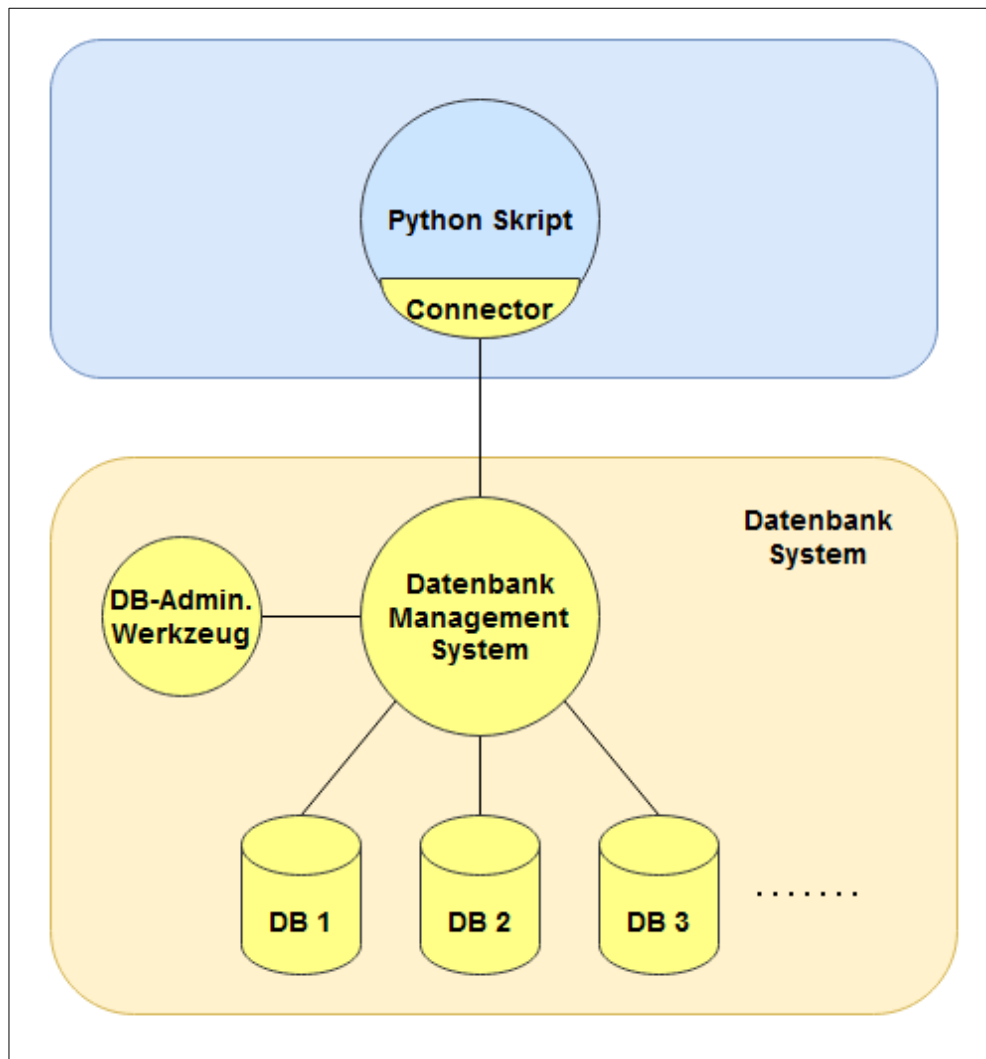 Python Skript
Connector
Datenbank
System
DB-Admin.
Werkzeug
Datenbank
Management
System
DB 1
DB 2
DB 3
.......